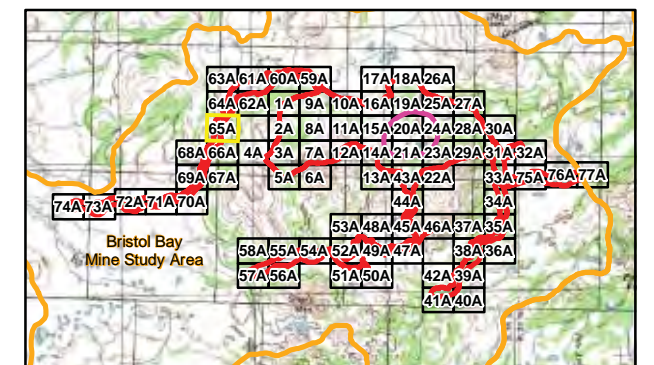 63A 61A 60A 59A 17A 18A 26A
64A 62A 1A 9A 10A 16A 19A 25A 27A
65A 2A 8A 11A 15A 20A 24A 28A 30A
68A 66A 4A 3A 7A 12A 14A 21A 23A 29A 31A 32A
69A 67A 5A 6A 13A 43A 22A 33A 75A 76A 77A
74A 73A 72A 71A 70A 44A 34A
53A 48A 45A 46A 37A 35A
Bristol Bay
Mine Study Area
58A 55A 54A 52A 49A 47A 38A 36A
57A 56A 51A 50A 42A 39A
41A 40A